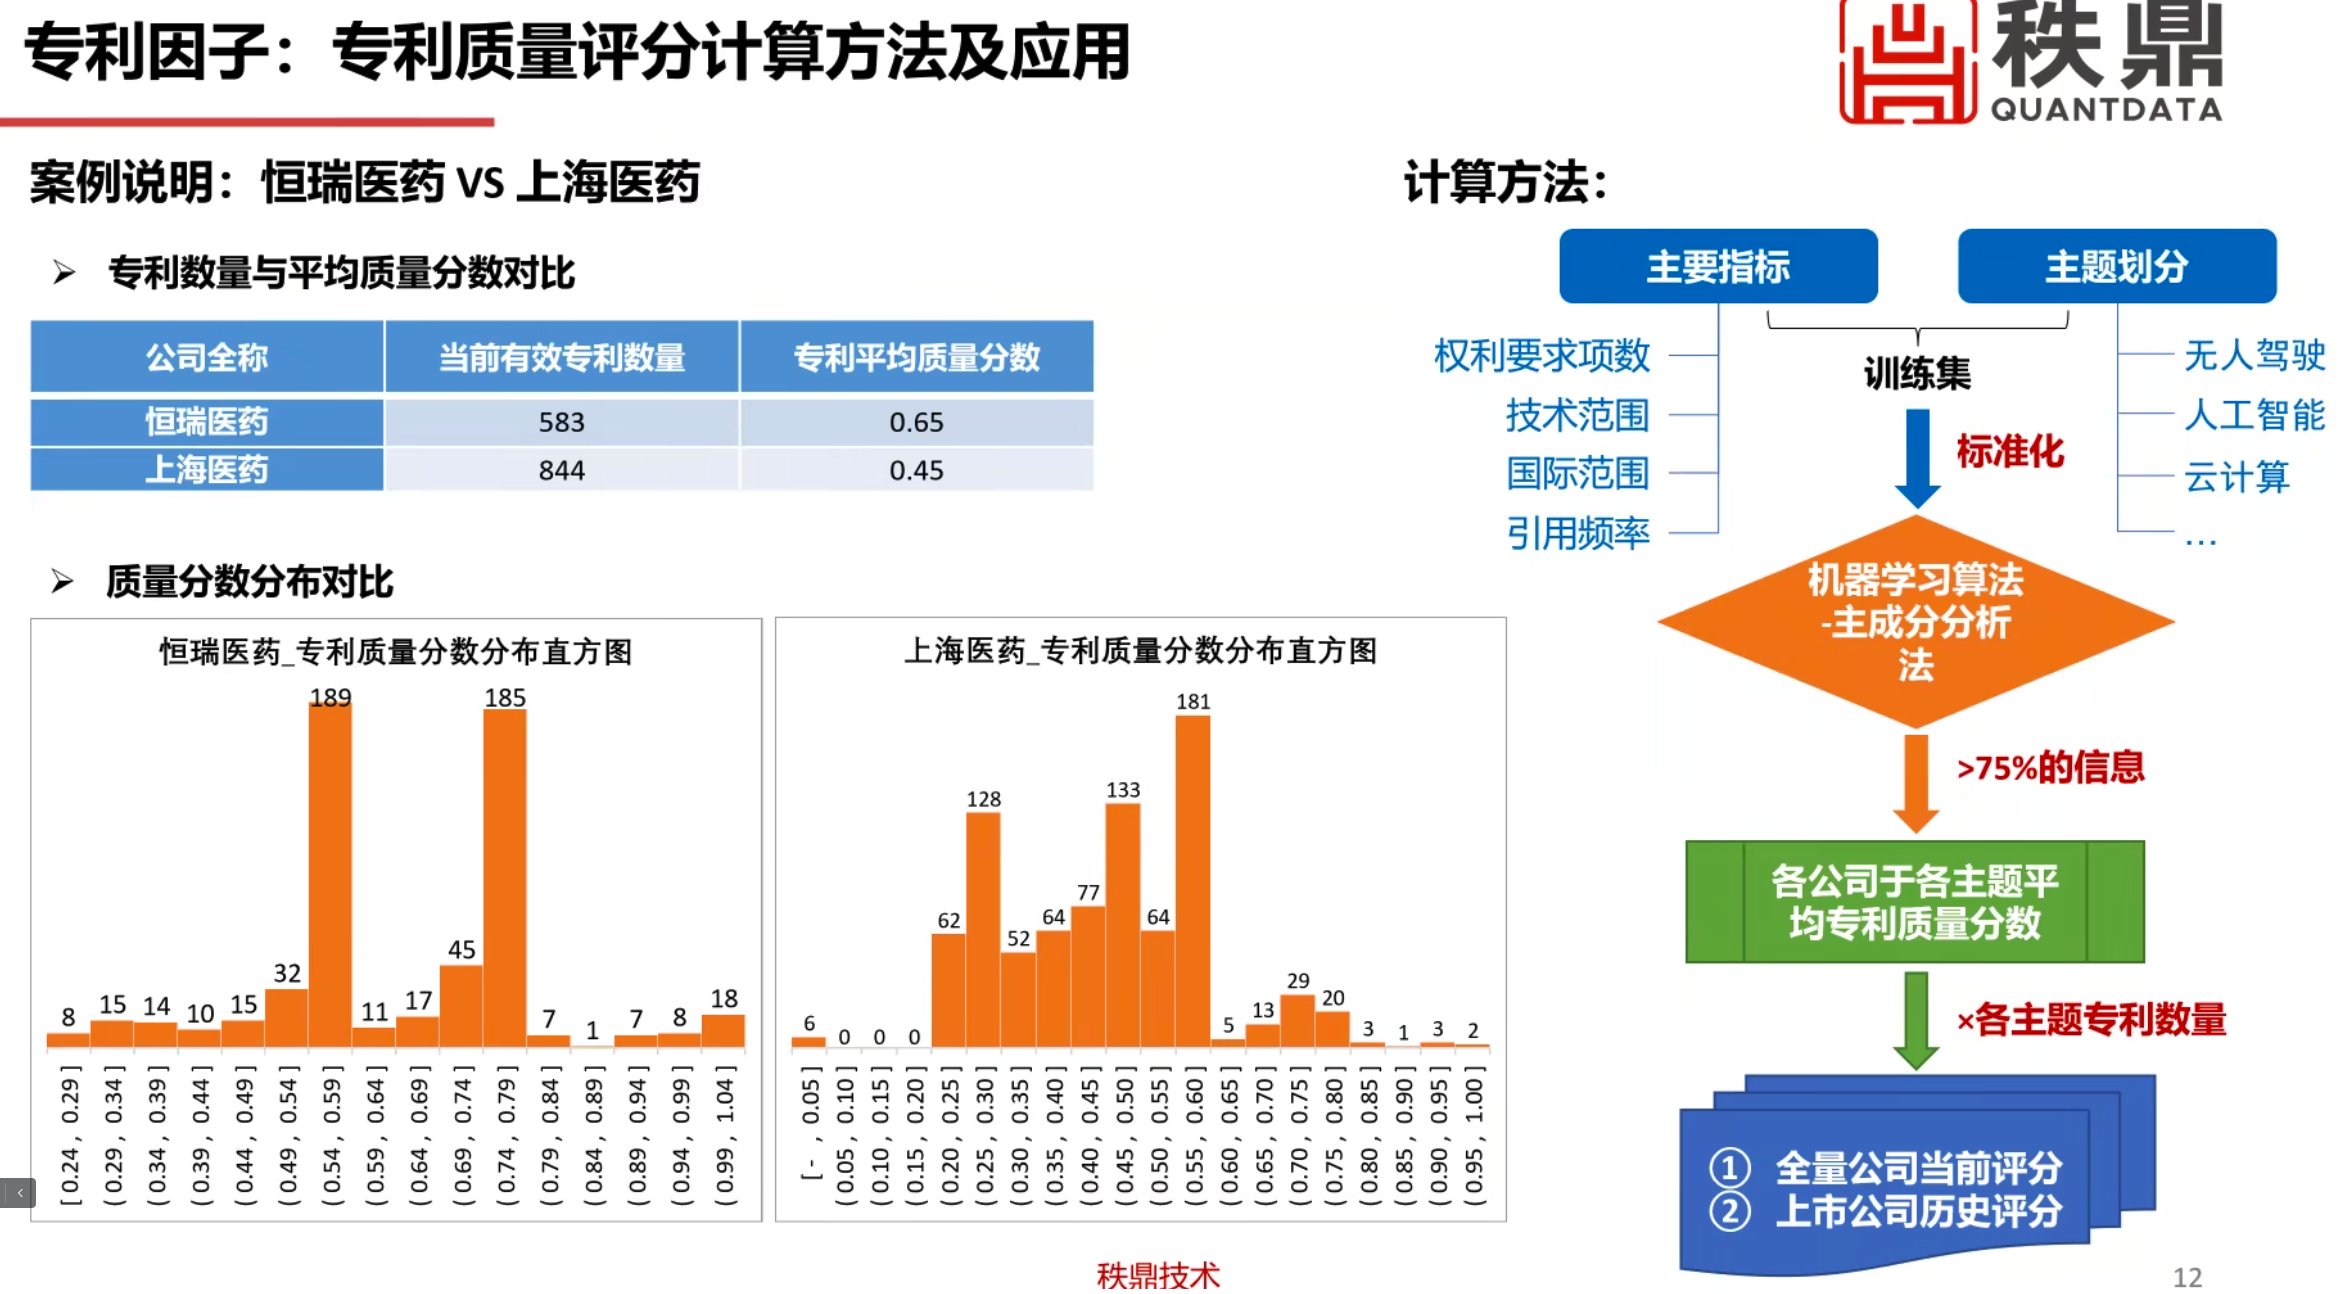 专利因子：专利质量评分计算方法及应用
秩鼎
QUANTDATA
案例说明：恒瑞医药 VS 上海医药
专利数量与平均质量分数对比
公司全称 当前有效专利数量 专利平均质量分数
恒瑞医药 583 0.65
上海医药 844 0.45
质量分数分布对比
恒瑞医药_专利质量分数分布直方图
8 15 14 10 15 32 189 11 17 45 185 7 1 7 8 18
[ 0.24 , 0.29 ]
( 0.29 , 0.34 ]
( 0.34 , 0.39 ]
( 0.39 , 0.44 ]
( 0.44 , 0.49 ]
( 0.49 , 0.54 ]
( 0.54 , 0.59 ]
( 0.59 , 0.64 ]
( 0.64 , 0.69 ]
( 0.69 , 0.74 ]
( 0.74 , 0.79 ]
( 0.79 , 0.84 ]
( 0.84 , 0.89 ]
( 0.89 , 0.94 ]
( 0.94 , 0.99 ]
( 0.99 , 1.04 ]
上海医药_专利质量分数分布直方图
6 0 0 0 62 128 52 64 77 133 64 181 5 13 29 20 3 1 3 2
[ - , 0.05 ]
( 0.05 , 0.10 ]
( 0.10 , 0.15 ]
( 0.15 , 0.20 ]
( 0.20 , 0.25 ]
( 0.25 , 0.30 ]
( 0.30 , 0.35 ]
( 0.35 , 0.40 ]
( 0.40 , 0.45 ]
( 0.45 , 0.50 ]
( 0.50 , 0.55 ]
( 0.55 , 0.60 ]
( 0.60 , 0.65 ]
( 0.65 , 0.70 ]
( 0.70 , 0.75 ]
( 0.75 , 0.80 ]
( 0.80 , 0.85 ]
( 0.85 , 0.90 ]
( 0.90 , 0.95 ]
( 0.95 , 1.00 ]
计算方法：
主要指标
权利要求项数
技术范围
国际范围
引用频率
主题划分
无人驾驶
人工智能
云计算
...
训练集
标准化
机器学习算法
-主成分分析
法
>75%的信息
各公司于各主题平
均专利质量分数
×各主题专利数量
① 全量公司当前评分
② 上市公司历史评分
秩鼎技术
12